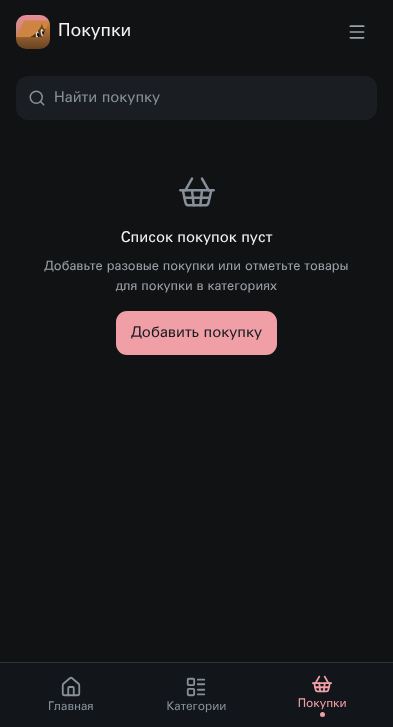 Покупки
Найти покупку
Список покупок пуст
Добавьте разовые покупки или отметьте товары
для покупки в категориях
Добавить покупку
Главная
Категории
Покупки